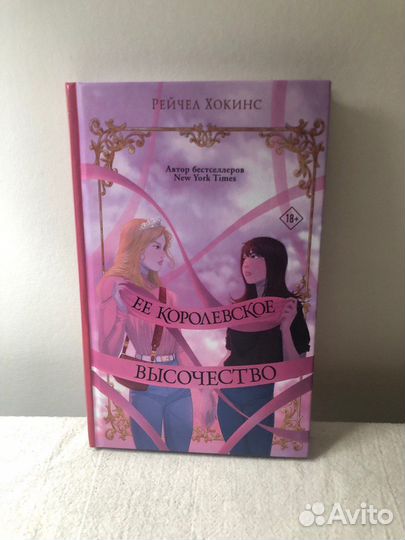 Рейчел Хокинс
Автор бестселлеров
New York Times
18+
ЕЕ КОРОЛЕВСКОЕ
ВЫСОЧЕСТВО
Avito